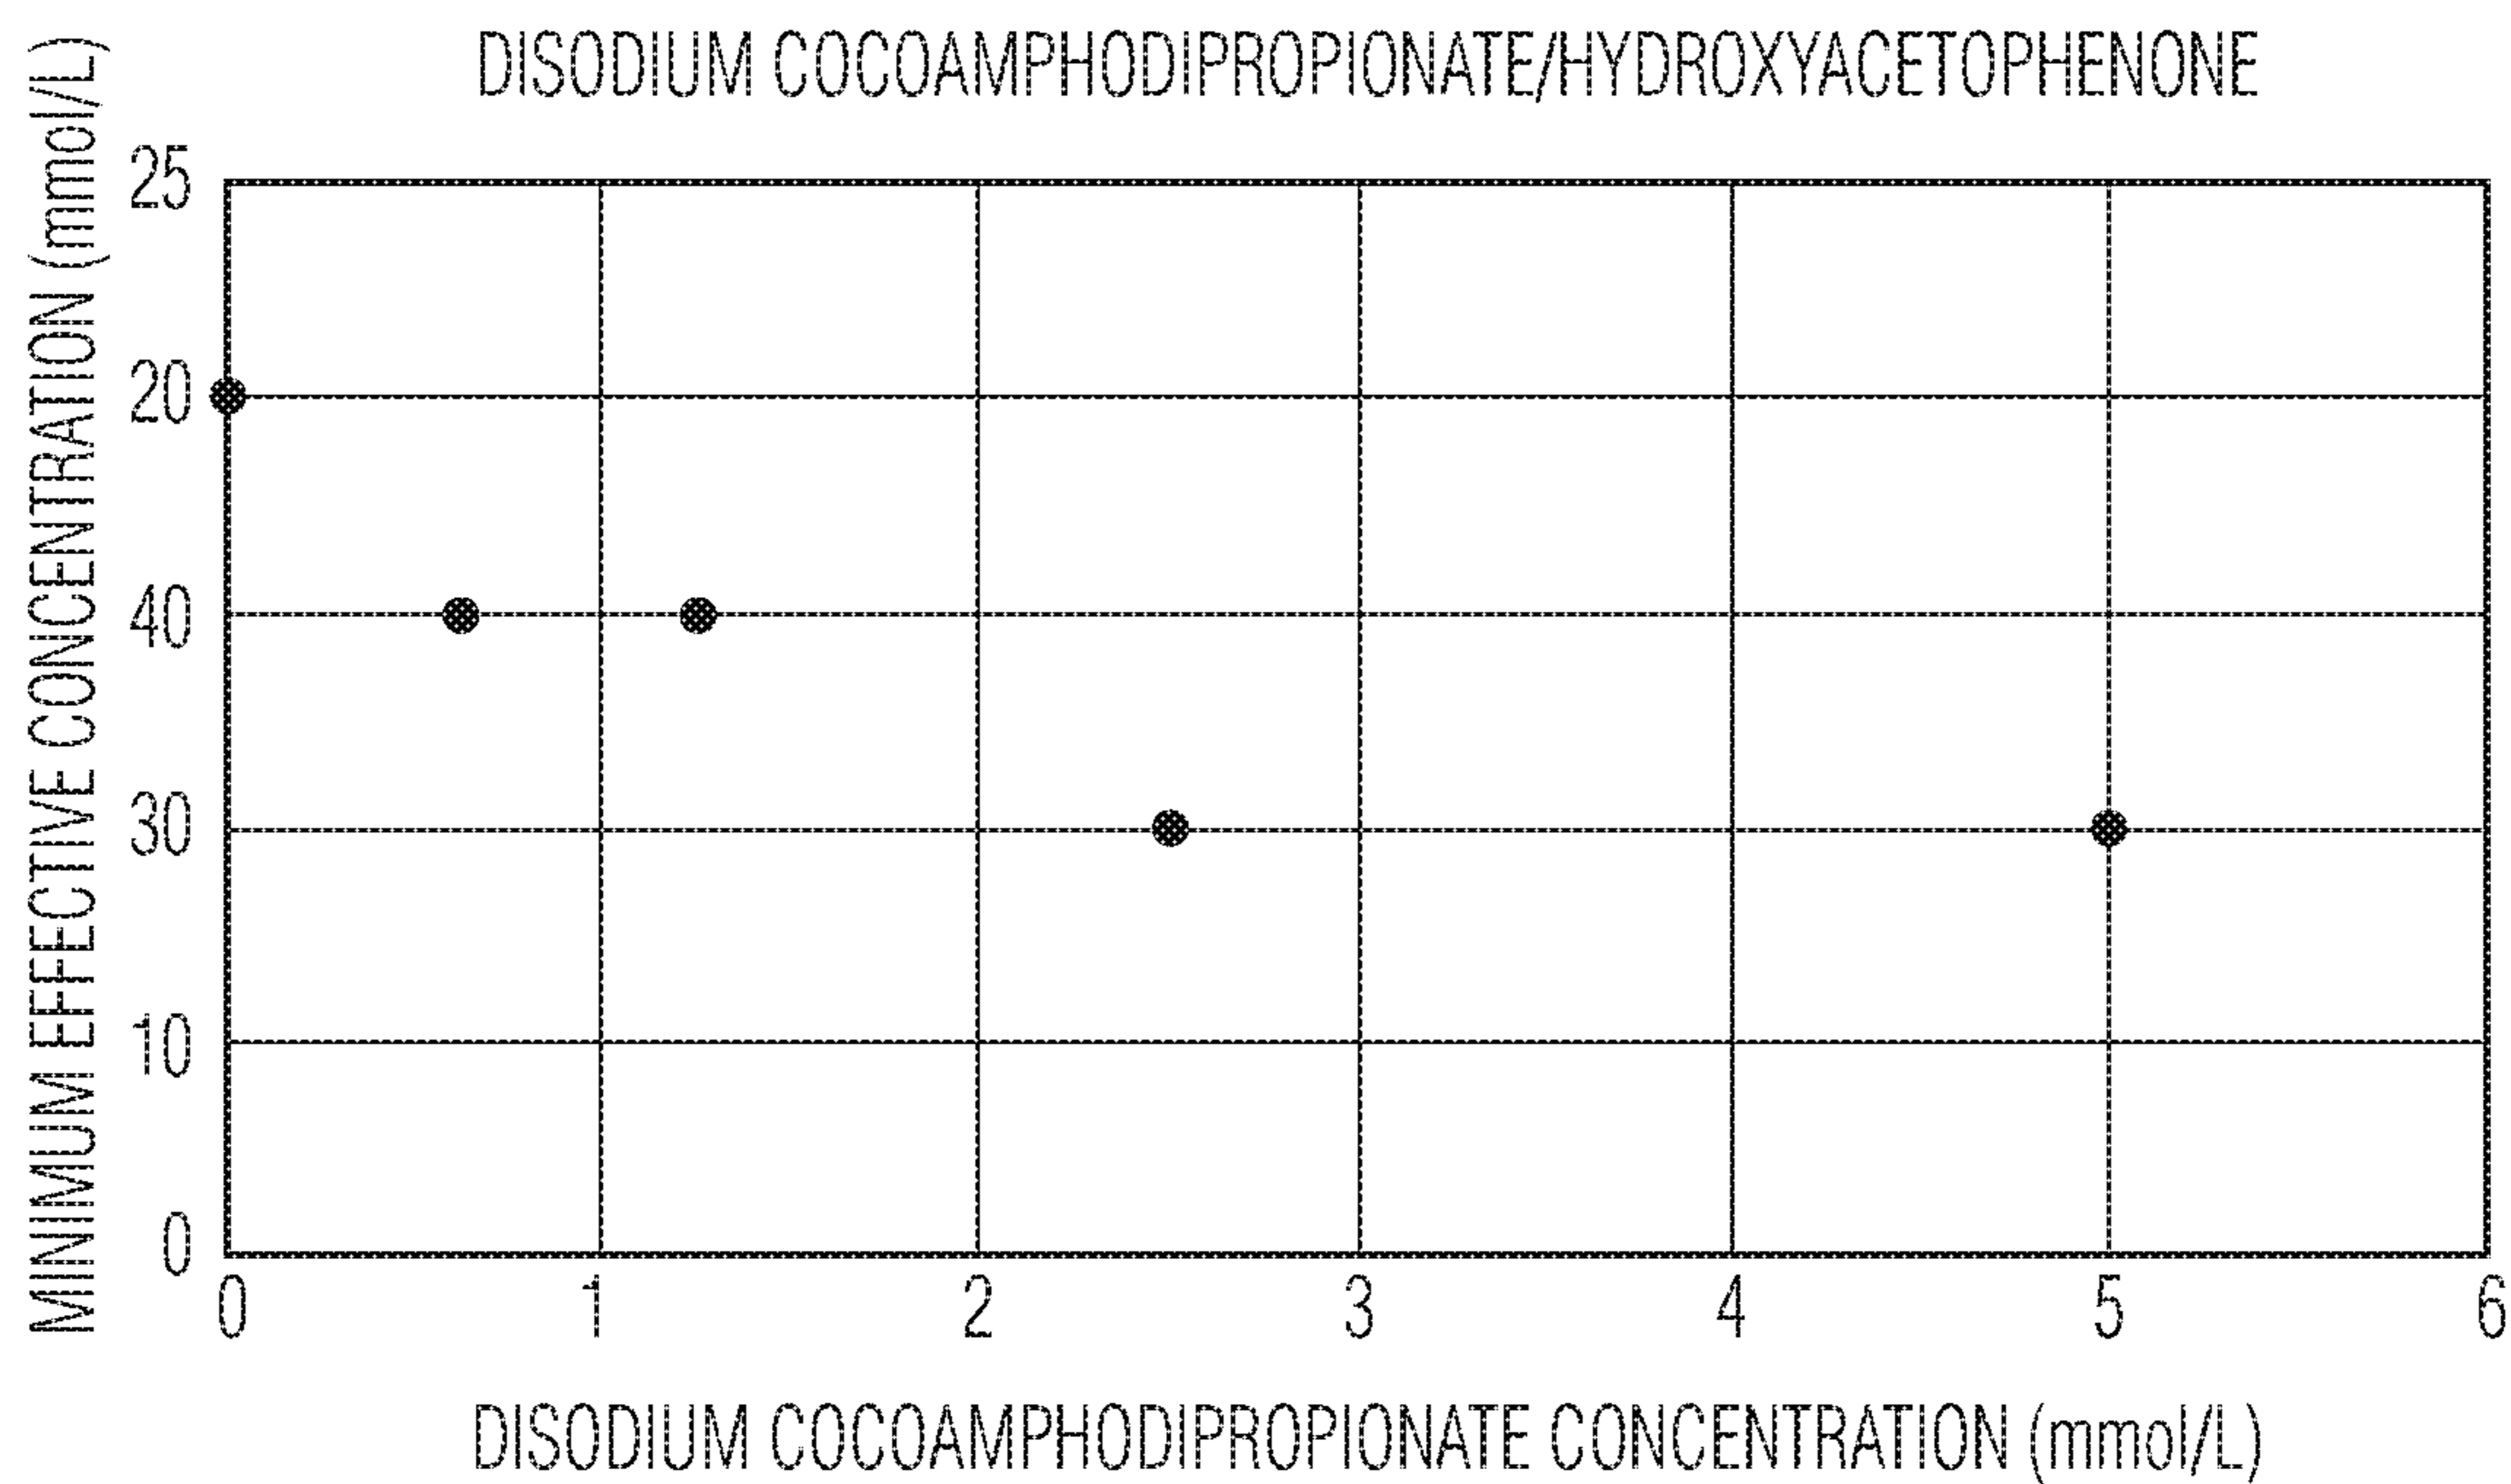 DISODIUM COCOAMPHODIPROPIONATE/HYDROXYACETOPHENONE
MINIMUM EFFECTIVE CONCENTRATION (mmol/L)
25
20
40
30
10
0
0 1 2 3 4 5 6
DISODIUM COCOAMPHODIPROPIONATE CONCENTRATION (mmol/L)